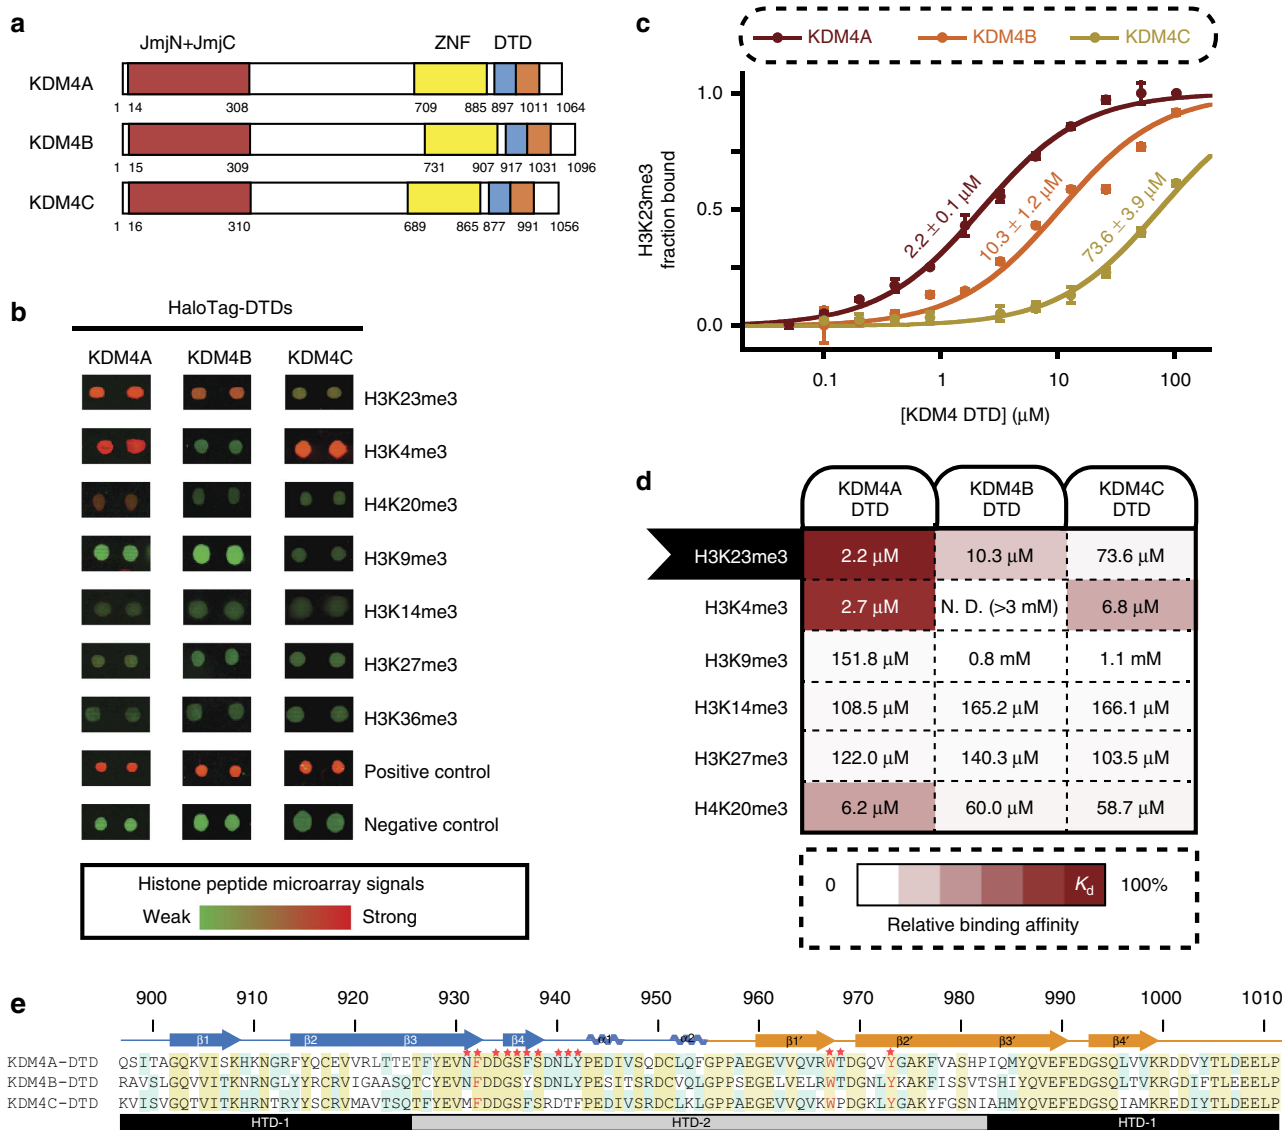 a
JmjN+JmjC ZNF DTD
KDM4A
1 14 308 709 885 897 1011 1064
KDM4B
1 15 309 731 907 917 1031 1096
KDM4C
1 16 310 689 865 877 991 1056
b
HaloTag-DTDs
KDM4A KDM4B KDM4C
H3K23me3
H3K4me3
H4K20me3
H3K9me3
H3K14me3
H3K27me3
H3K36me3
Positive control
Negative control
Histone peptide microarray signals
Weak Strong
c
KDM4A KDM4B KDM4C
H3K23me3
fraction bound
1.0
0.5
0.0
2.2 ± 0.1 μM
10.3 ± 1.2 μM
73.6 ± 3.9 μM
0.1 1 10 100
[KDM4 DTD] (μM)
d
KDM4A DTD KDM4B DTD KDM4C DTD
H3K23me3 2.2 μM 10.3 μM 73.6 μM
H3K4me3 2.7 μM N. D. (>3 mM) 6.8 μM
H3K9me3 151.8 μM 0.8 mM 1.1 mM
H3K14me3 108.5 μM 165.2 μM 166.1 μM
H3K27me3 122.0 μM 140.3 μM 103.5 μM
H4K20me3 6.2 μM 60.0 μM 58.7 μM
0 Kd 100%
Relative binding affinity
e
900 910 920 930 940 950 960 970 980 990 1000 1010
β1 β2 β3 β4 α1 α2 β1′ β2′ β3′ β4′
KDM4A-DTD QSITAGQKVISKHKNGRFYQCEVVRLTTETFYEVNFDDGSFSDNLYPEDIVSQDCLQFGPPAEGEVVQVRWTDGQVYGAKFVASHPIQMYQVEFEDGSQLVVKRDDVYTLDEELP
KDM4B-DTD RAVSLGQVVITKNRNGLYYRCRVIGAASQTCYEVNFDDGSYSDNLYPESITSRDCVQLGPPSEGELVELRWTDGNLYKAKFISSVTSHIYQVEFEDGSQLTVKRGDIFTLEEELP
KDM4C-DTD KVISVGQTVITKHRNTRYYSCRVMAVTSQTFYEVMFDDGSFSRDTFPEDIVSRDCLKLGPPAEGEVVQVKWPDGKLYGAKYFGSNIAHMYQVEFEDGSQIAMKREDIYTLDEELP
HTD-1 HTD-2 HTD-1